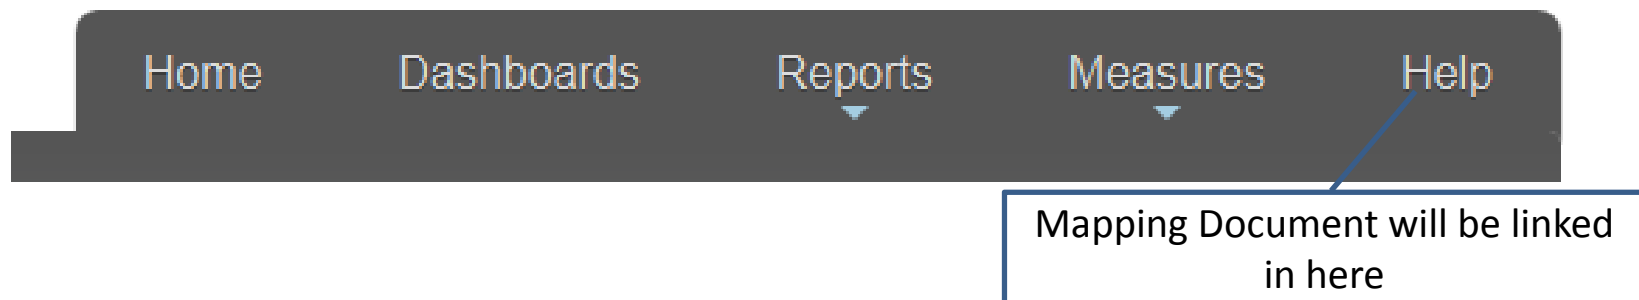 Home Dashboards Reports Measures Help
Mapping Document will be linked
in here